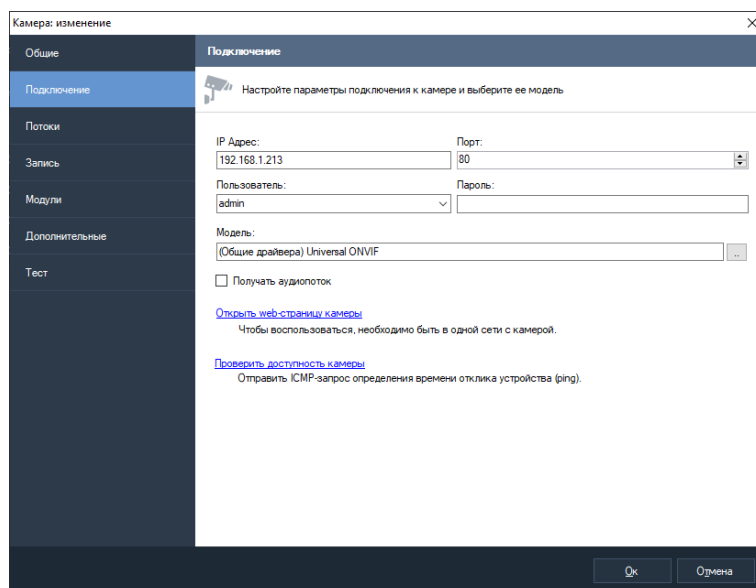 Камера: изменение
Общие
Подключение
Потоки
Запись
Модули
Дополнительные
Тест
Подключение
Настройте параметры подключения к камере и выберите ее модель
IP Адрес: Порт:
192.168.1.213 80
Пользователь: Пароль:
admin
Модель:
(Общие драйвера) Universal ONVIF ..
Получать аудиопоток
Открыть web-страницу камеры
Чтобы воспользоваться, необходимо быть в одной сети с камерой.
Проверить доступность камеры
Отправить ICMP-запрос определения времени отклика устройства (ping).
Ок Отмена